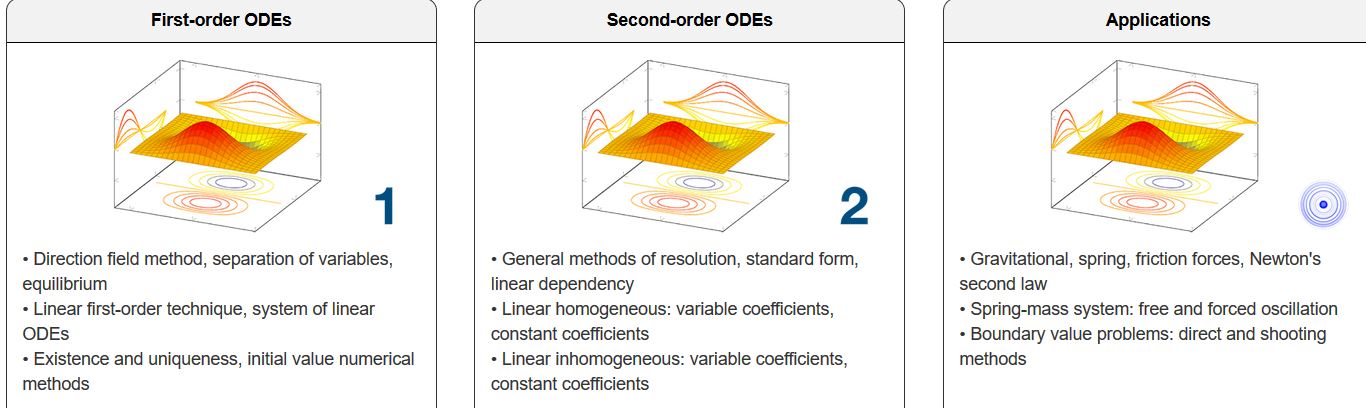 First-order ODEs
1
• Direction field method, separation of variables,
equilibrium
• Linear first-order technique, system of linear
ODEs
• Existence and uniqueness, initial value numerical
methods
Second-order ODEs
2
• General methods of resolution, standard form,
linear dependency
• Linear homogeneous: variable coefficients,
constant coefficients
• Linear inhomogeneous: variable coefficients,
constant coefficients
Applications
• Gravitational, spring, friction forces, Newton's
second law
• Spring-mass system: free and forced oscillation
• Boundary value problems: direct and shooting
methods